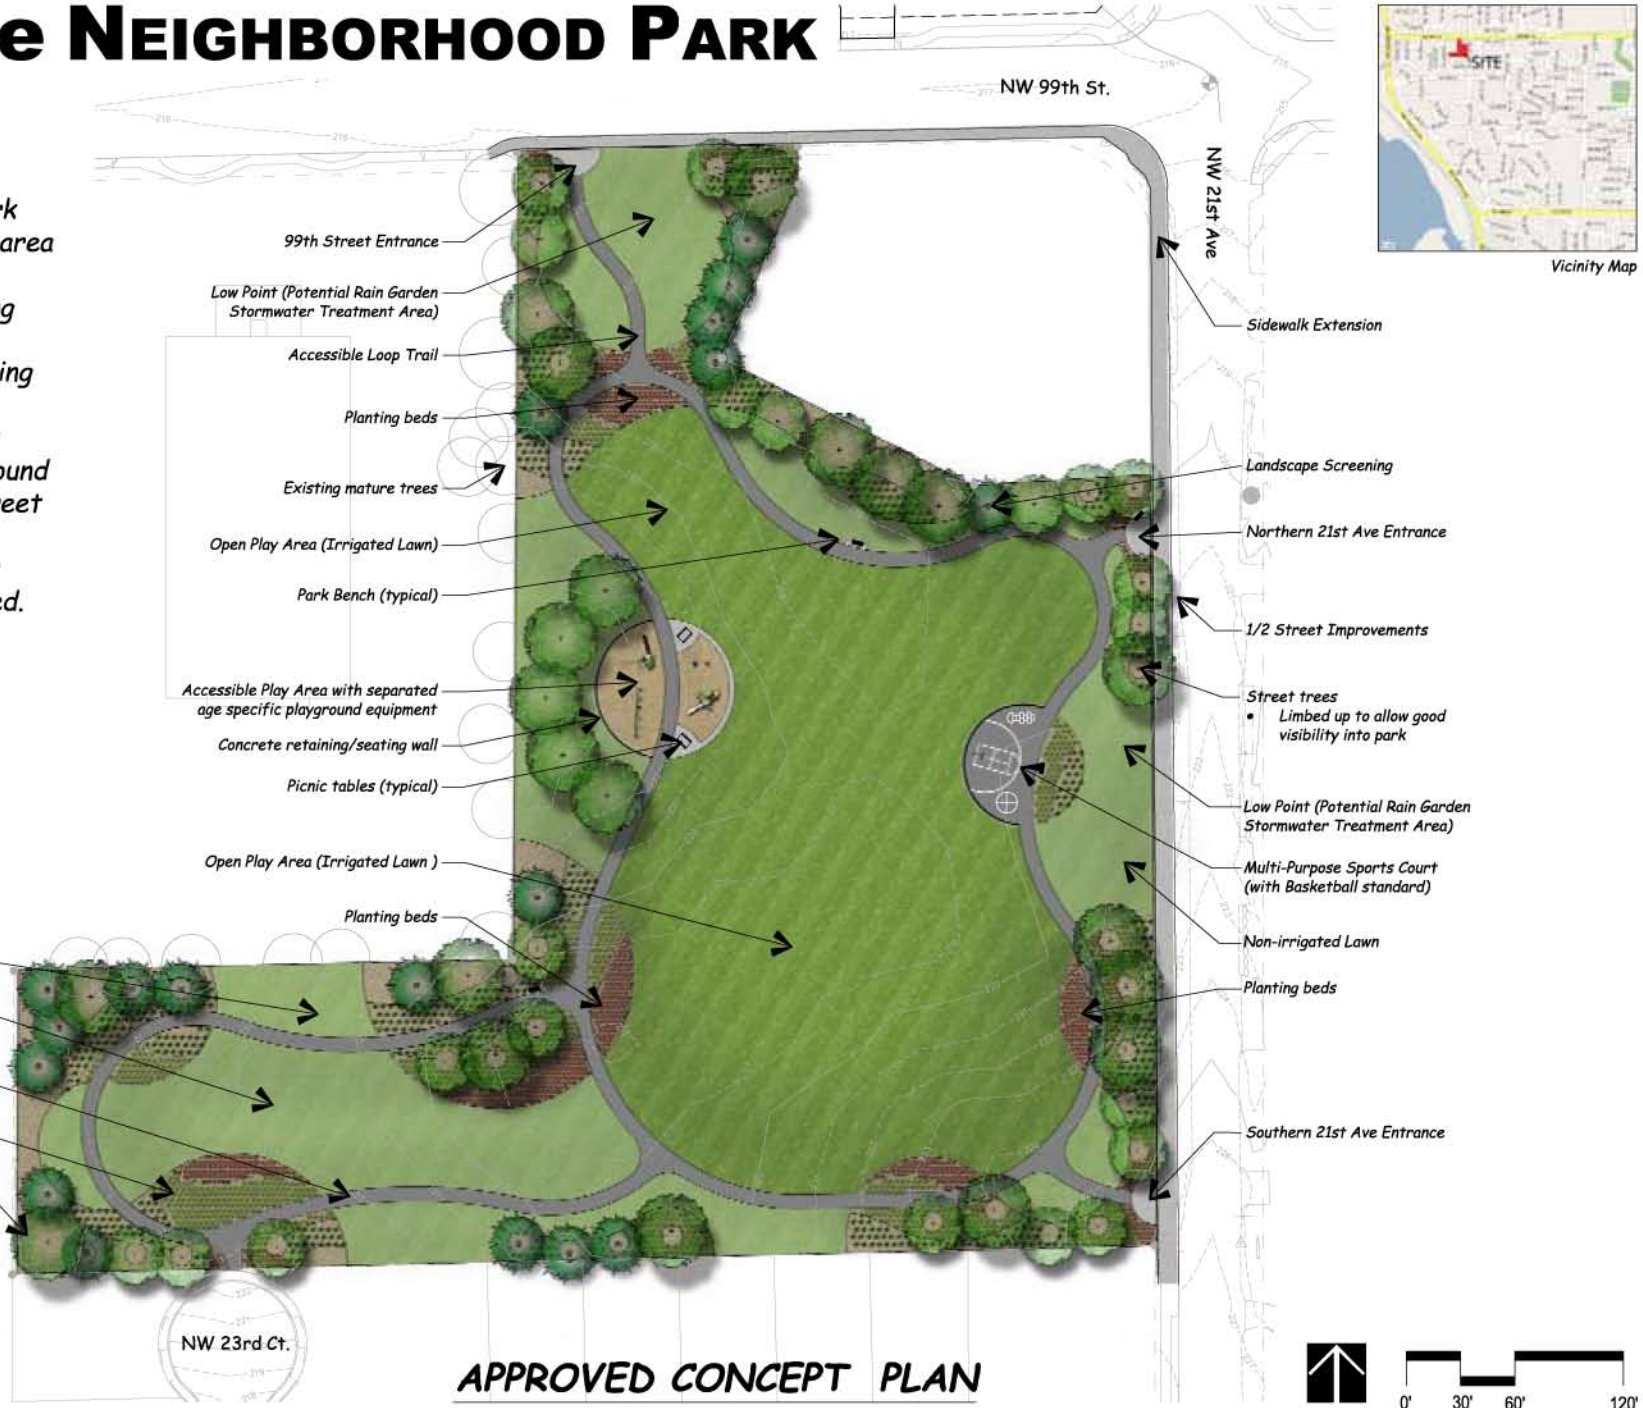 e NEIGHBORHOOD PARK
NW 99th St.
NW 21st Ave
SITE
Vicinity Map
rk
area
g
ing
ound
eet
ed.
99th Street Entrance
Low Point (Potential Rain Garden
Stormwater Treatment Area)
Accessible Loop Trail
Planting beds
Existing mature trees
Open Play Area (Irrigated Lawn)
Park Bench (typical)
Accessible Play Area with separated
age specific playground equipment
Concrete retaining/seating wall
Picnic tables (typical)
Open Play Area (Irrigated Lawn )
Planting beds
Sidewalk Extension
Landscape Screening
Northern 21st Ave Entrance
1/2 Street Improvements
Street trees
• Limbed up to allow good
visibility into park
Low Point (Potential Rain Garden
Stormwater Treatment Area)
Multi-Purpose Sports Court
(with Basketball standard)
Non-irrigated Lawn
Planting beds
Southern 21st Ave Entrance
NW 23rd Ct.
APPROVED CONCEPT PLAN
0' 30' 60' 120'